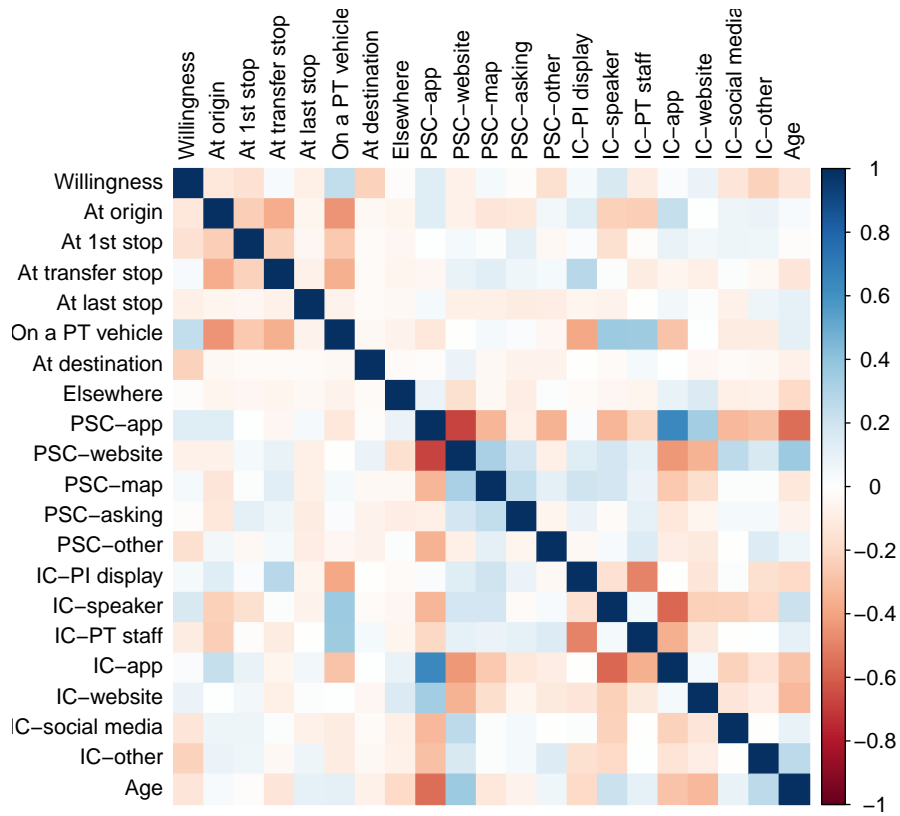 Willingness
At origin
At 1st stop
At transfer stop
At last stop
On a PT vehicle
At destination
Elsewhere
PSC−app
PSC−website
PSC−map
PSC−asking
PSC−other
IC−PI display
IC−speaker
IC−PT staff
IC−app
IC−website
IC−social media
IC−other
Age
Willingness
At origin
At 1st stop
At transfer stop
At last stop
On a PT vehicle
At destination
Elsewhere
PSC−app
PSC−website
PSC−map
PSC−asking
PSC−other
IC−PI display
IC−speaker
IC−PT staff
IC−app
IC−website
IC−social media
IC−other
Age
1
0.8
0.6
0.4
0.2
0
−0.2
−0.4
−0.6
−0.8
−1